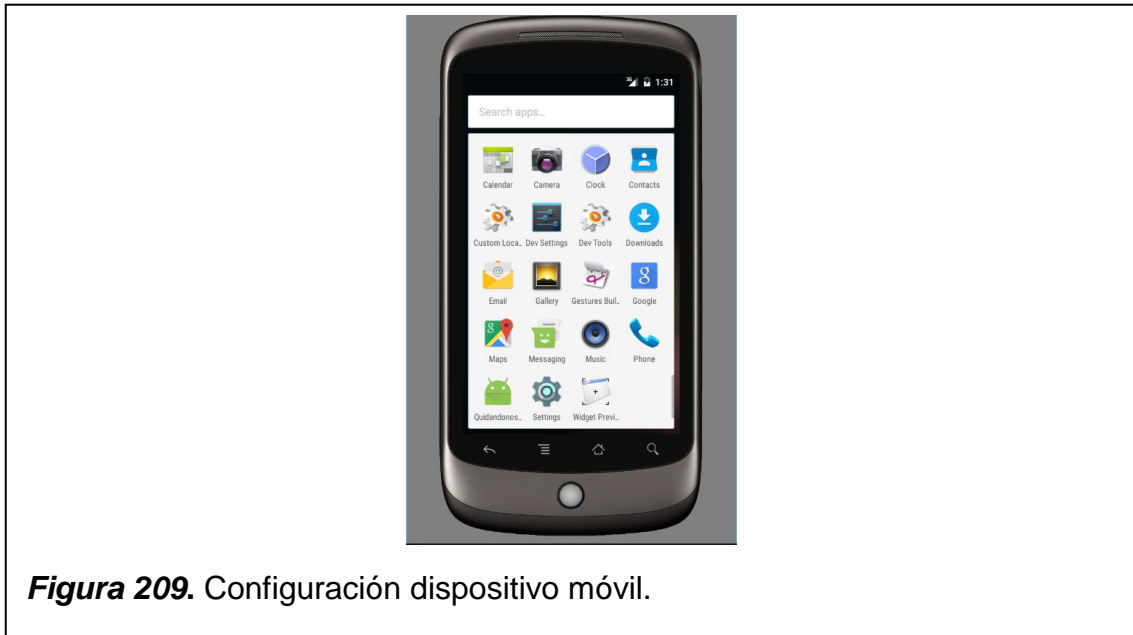 3G 1:31
Search apps...
Calendar Camera Clock Contacts
Custom Loca.. Dev Settings Dev Tools Downloads
Email Gallery Gestures Buil.. Google
Maps Messaging Music Phone
Quidandonos.. Settings Widget Previ..
Figura 209. Configuración dispositivo móvil.